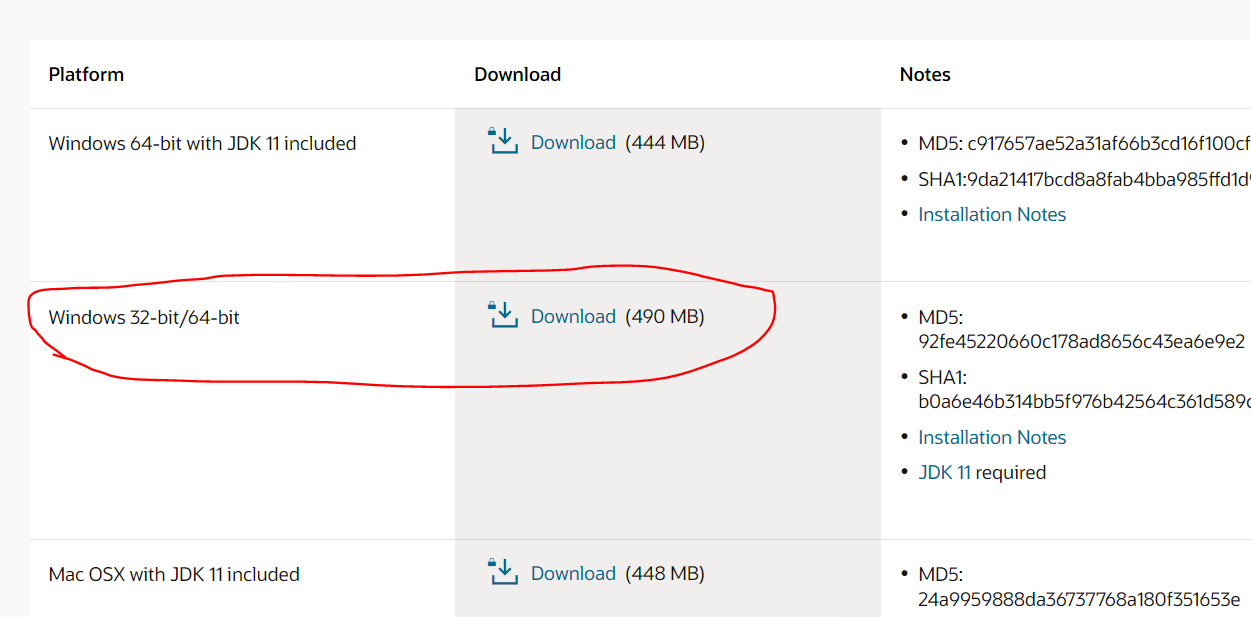 Platform
Download
Notes
Windows 64-bit with JDK 11 included
Download (444 MB)
MD5: c917657ae52a31af66b3cd16f100cf
SHA1:9da21417bcd8a8fab4bba985ffd1d9
Installation Notes
Windows 32-bit/64-bit
Download (490 MB)
MD5:
92fe45220660c178ad8656c43ea6e9e2
SHA1:
b0a6e46b314bb5f976b42564c361d589c
Installation Notes
JDK 11 required
Mac OSX with JDK 11 included
Download (448 MB)
MD5:
24a9959888da36737768a180f351653e